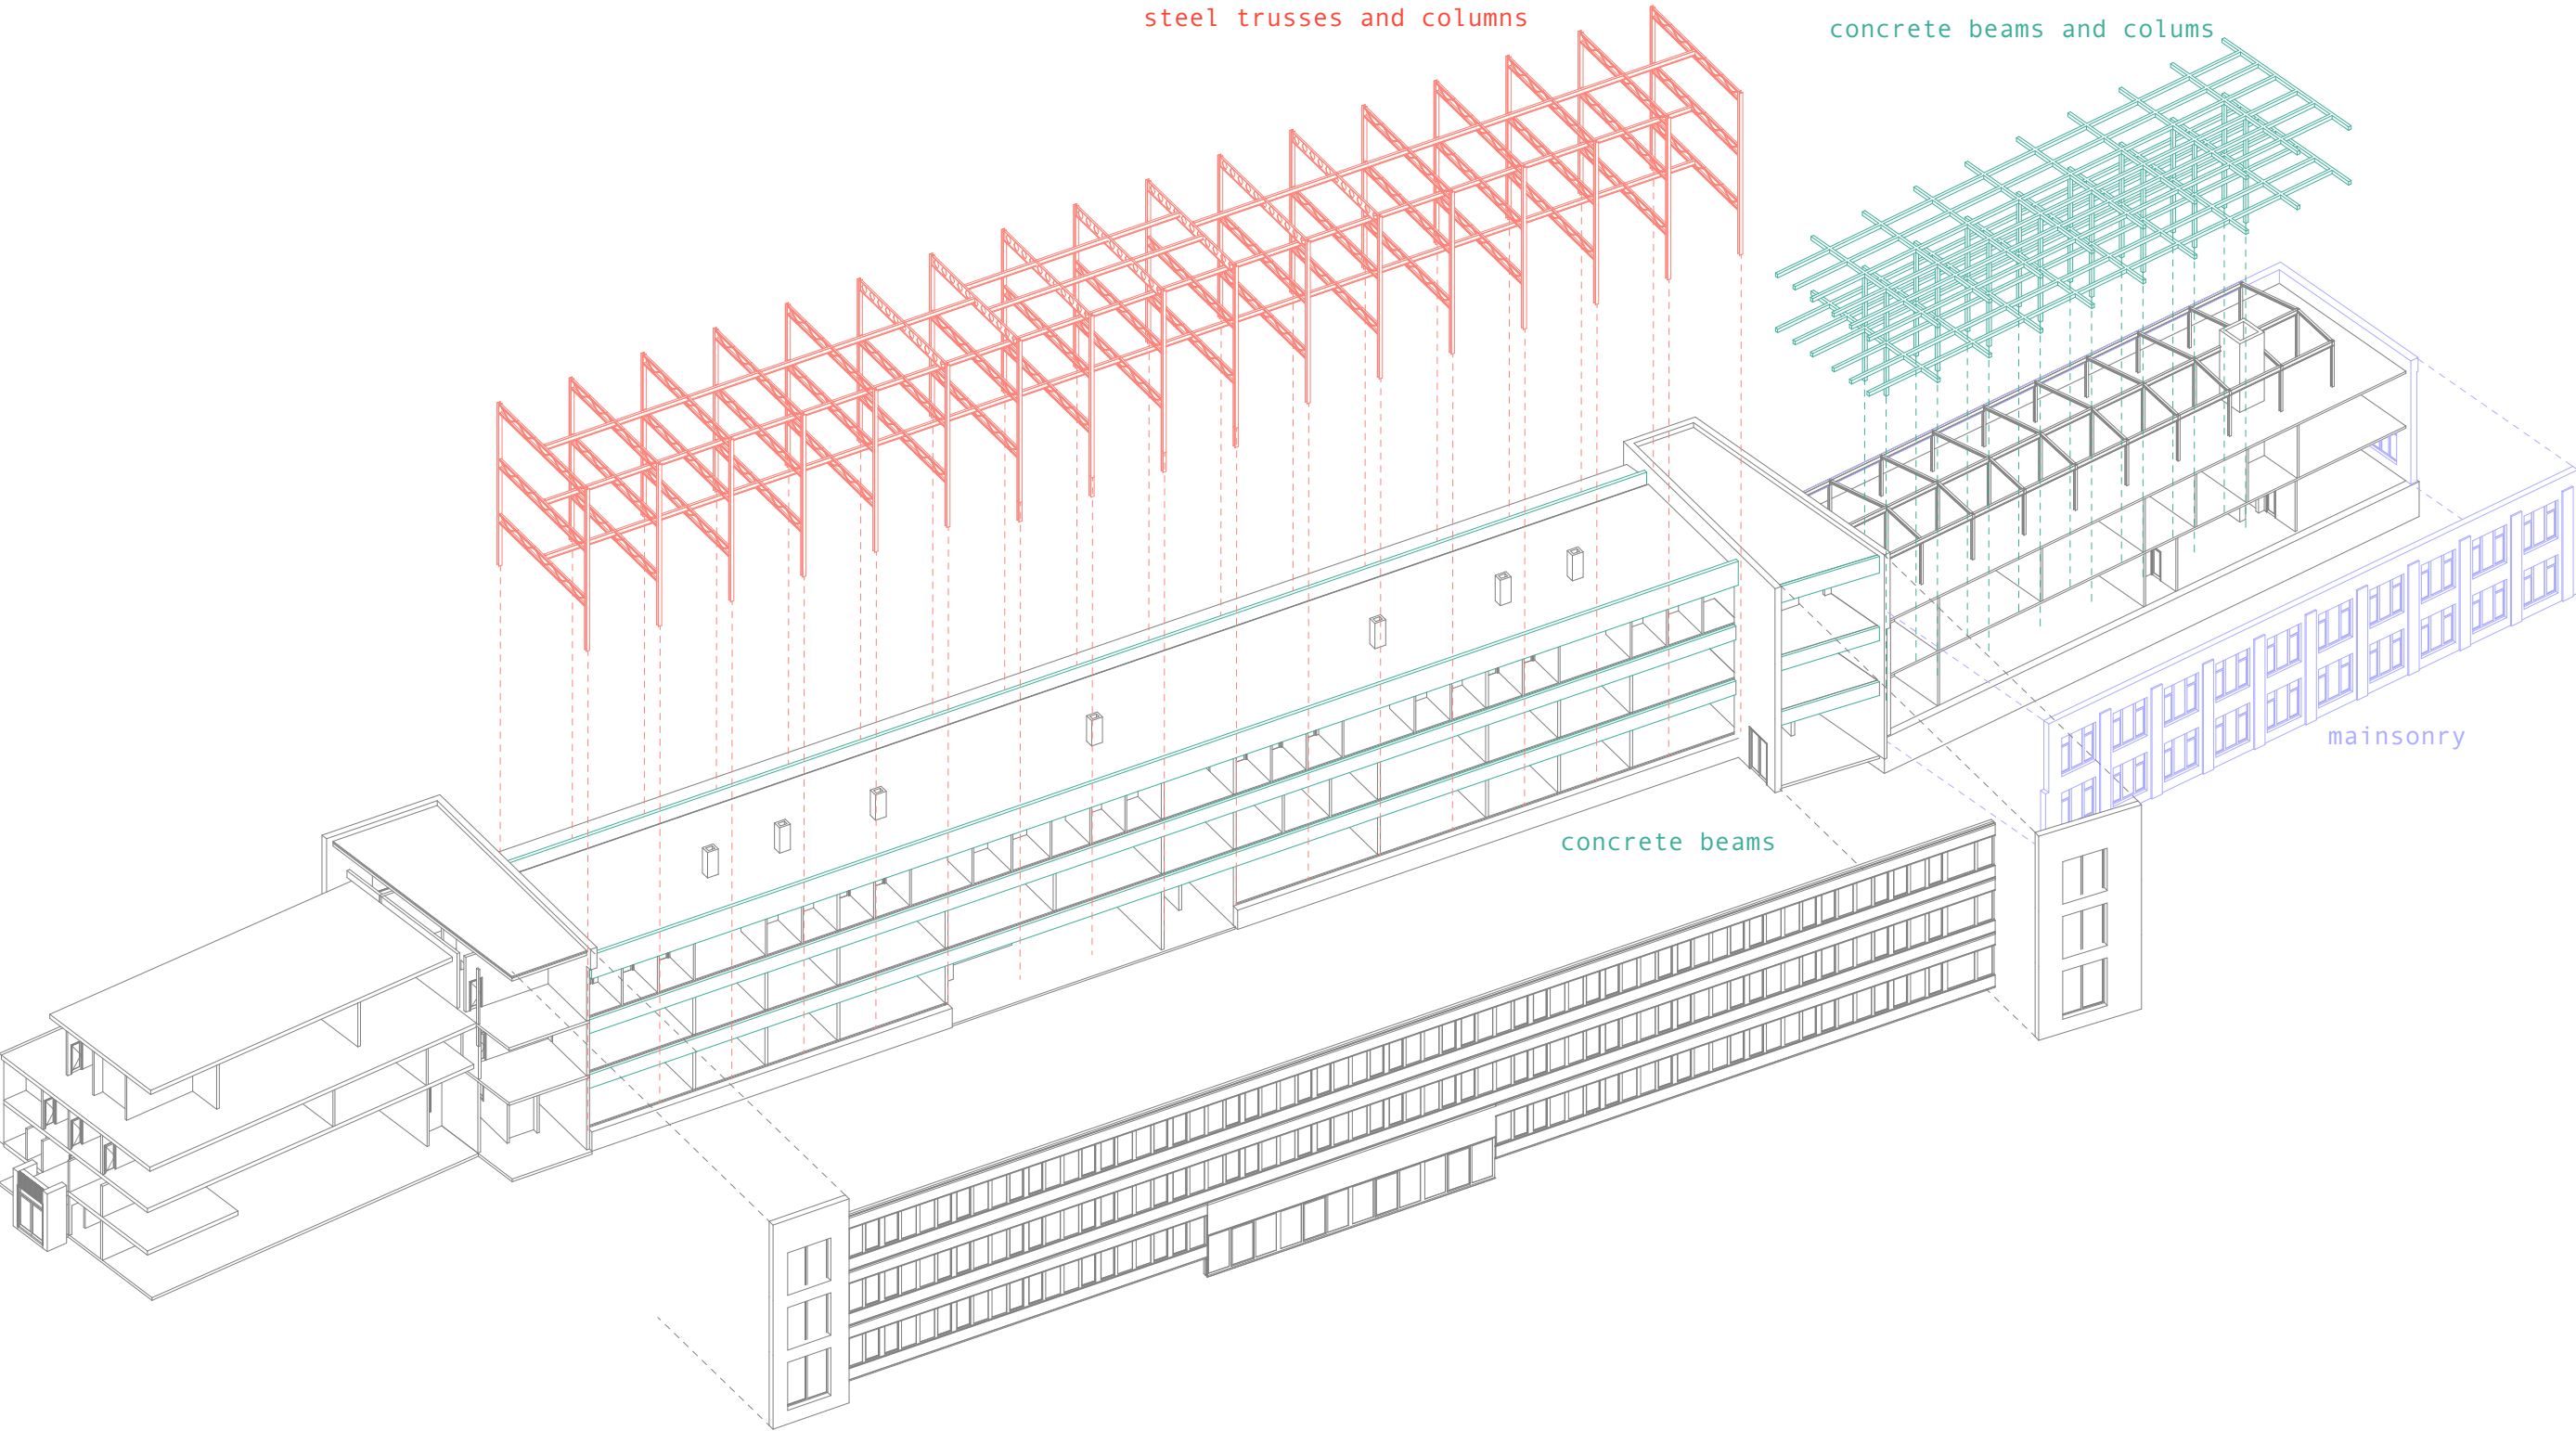 steel trusses and columns
concrete beams and colums
mainsonry
concrete beams